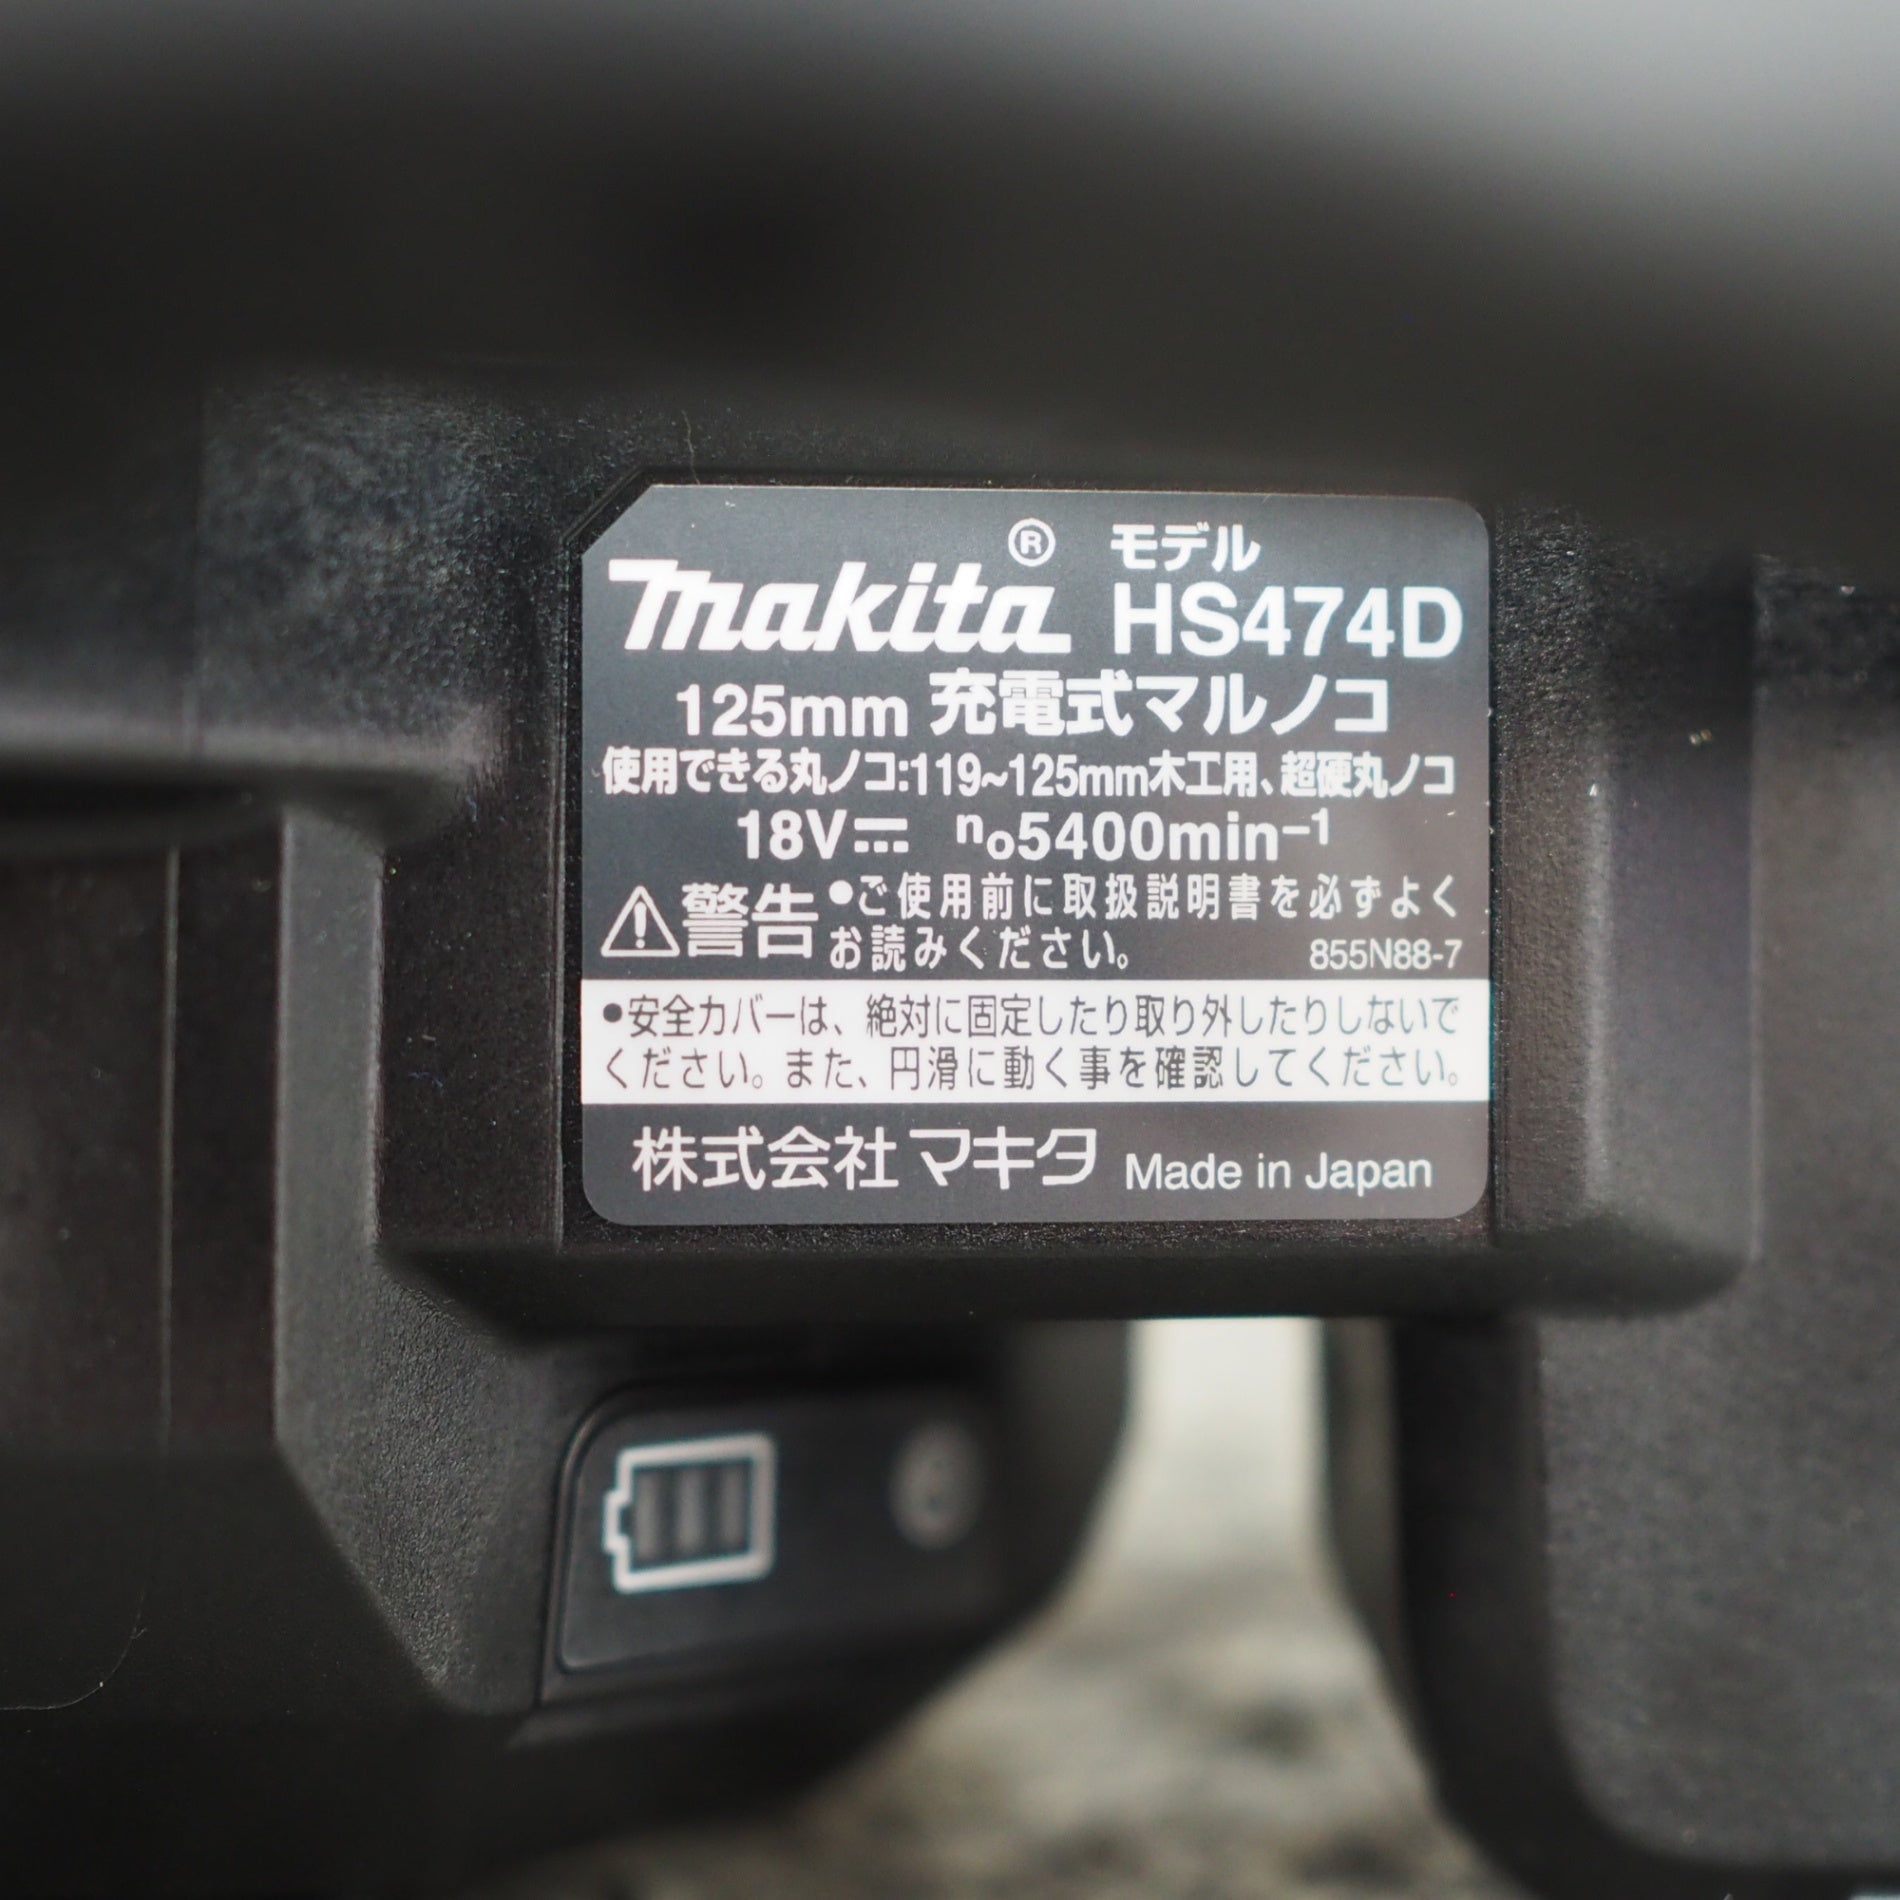 makita® モデル
HS474D
125mm 充電式マルノコ
使用できる丸ノコ:119~125mm木工用、超硬丸ノコ
18V⎓ no5400min⁻¹
⚠警告 •ご使用前に取扱説明書を必ずよく
お読みください。 855N88-7
•安全カバーは、絶対に固定したり取り外したりしないで
ください。また、円滑に動く事を確認してください。
株式会社マキタ Made in Japan